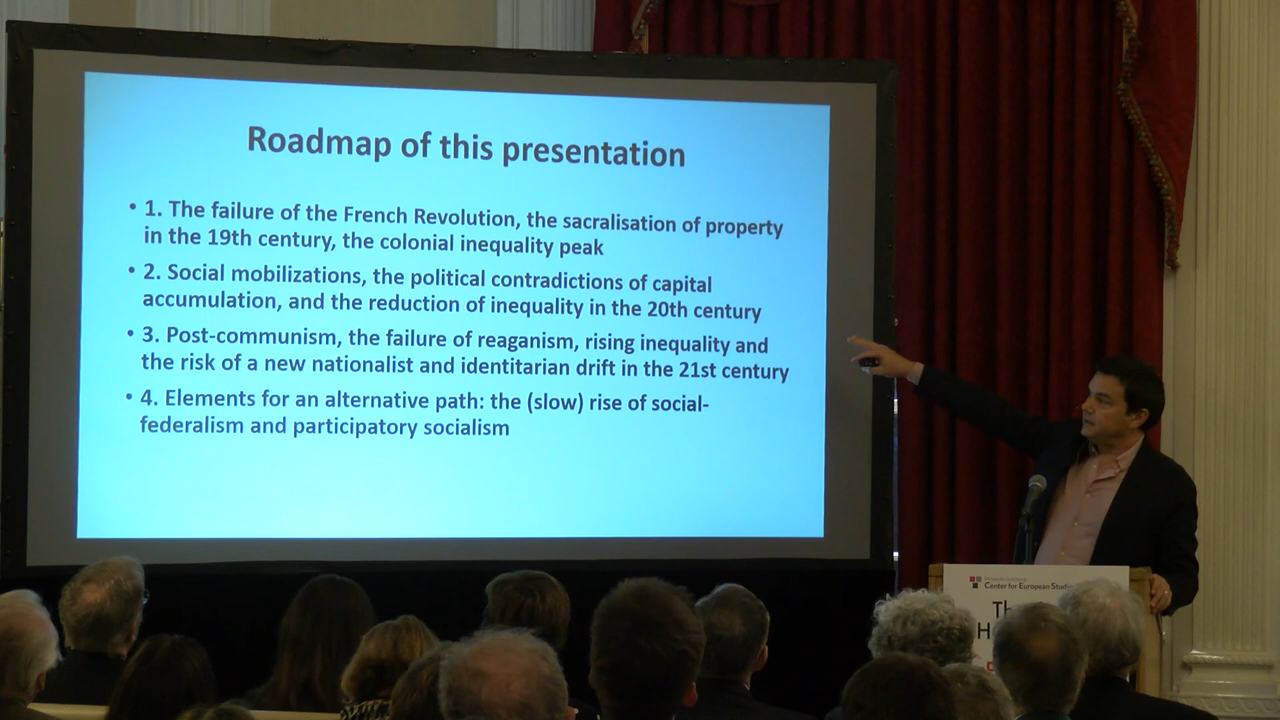 Roadmap of this presentation
• 1. The failure of the French Revolution, the sacralisation of property
in the 19th century, the colonial inequality peak
• 2. Social mobilizations, the political contradictions of capital
accumulation, and the reduction of inequality in the 20th century
• 3. Post-communism, the failure of reaganism, rising inequality and
the risk of a new nationalist and identitarian drift in the 21st century
• 4. Elements for an alternative path: the (slow) rise of social-
federalism and participatory socialism
Center for European